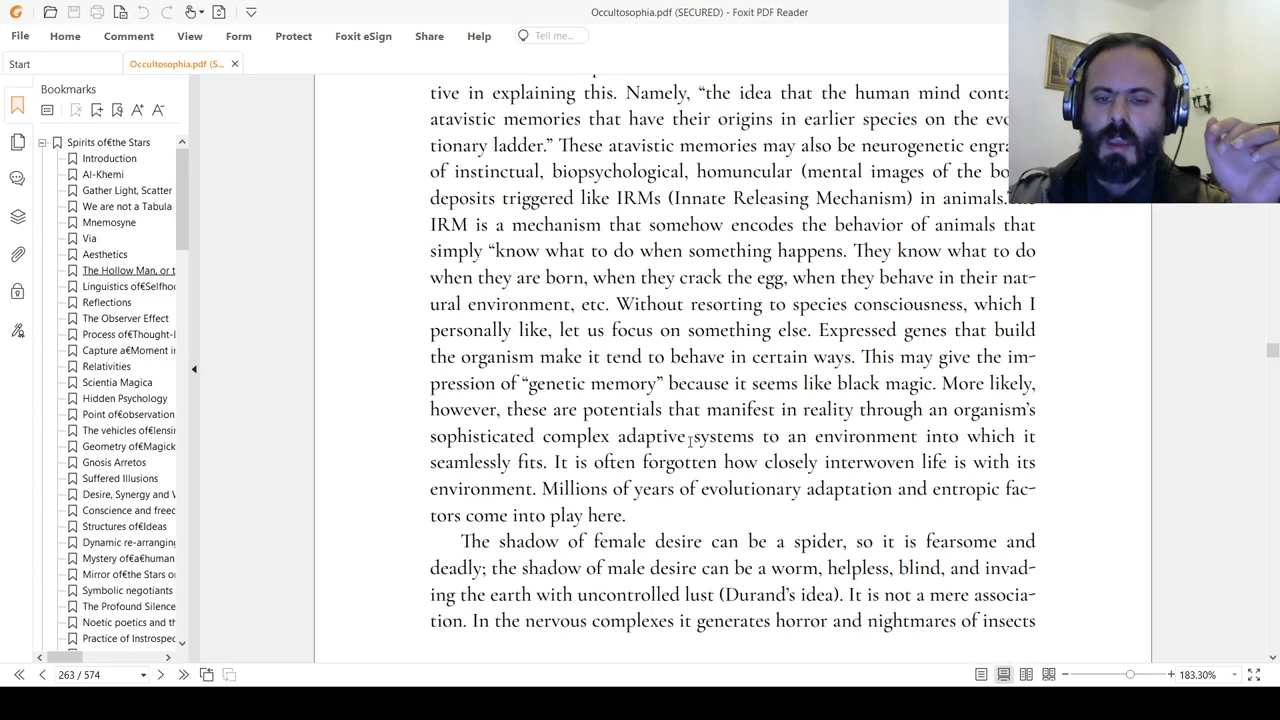 Occultosophia.pdf (SECURED) - Foxit PDF Reader
File Home Comment View Form Protect Foxit eSign Share Help Tell me...
Start Occultosophia.pdf (S...
Bookmarks
Spirits of€the Stars
Introduction
Al-Khemi
Gather Light, Scatter
We are not a Tabula
Mnemosyne
Via
Aesthetics
The Hollow Man, or t
Linguistics of€Selfhoo
Reflections
The Observer Effect
Process of€Thought-
Capture a€Moment in
Relativities
Scientia Magica
Hidden Psychology
Point of€observation
The vehicles of€lensin
Geometry of€Magick
Gnosis Arretos
Suffered Illusions
Desire, Synergy and
Conscience and free
Structures of€Ideas
Dynamic re-arranging
Mystery of€a€human
Mirror of€the Stars or
Symbolic negotiants
The Profound Silence
Noetic poetics and th
Practice of Instrospec
tive in explaining this. Namely, “the idea that the human mind conta
atavistic memories that have their origins in earlier species on the evo
tionary ladder.” These atavistic memories may also be neurogenetic engra
of instinctual, biopsychological, homuncular (mental images of the bo
deposits triggered like IRMs (Innate Releasing Mechanism) in animals.
IRM is a mechanism that somehow encodes the behavior of animals that
simply “know what to do when something happens. They know what to do
when they are born, when they crack the egg, when they behave in their nat-
ural environment, etc. Without resorting to species consciousness, which I
personally like, let us focus on something else. Expressed genes that build
the organism make it tend to behave in certain ways. This may give the im-
pression of “genetic memory” because it seems like black magic. More likely,
however, these are potentials that manifest in reality through an organism’s
sophisticated complex adaptive systems to an environment into which it
seamlessly fits. It is often forgotten how closely interwoven life is with its
environment. Millions of years of evolutionary adaptation and entropic fac-
tors come into play here.
The shadow of female desire can be a spider, so it is fearsome and
deadly; the shadow of male desire can be a worm, helpless, blind, and invad-
ing the earth with uncontrolled lust (Durand’s idea). It is not a mere associa-
tion. In the nervous complexes it generates horror and nightmares of insects
263 / 574 183.30%